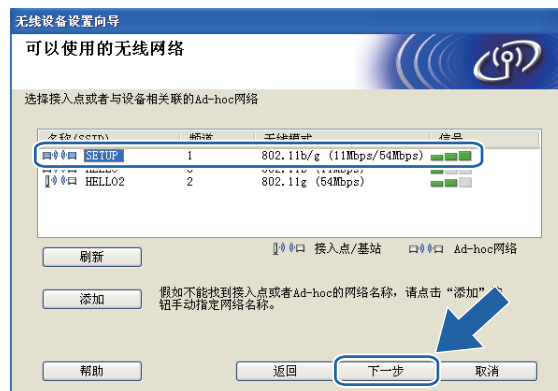 无线设备设置向导
可以使用的无线网络
选择接入点或者与设备相关联的Ad-hoc网络
名称(SSID) 频道 无线模式 信号
SETUP 1 802.11b/g (11Mbps/54Mbps)
HELLO2 2 802.11g (54Mbps)
刷新 接入点/基站 Ad-hoc网络
添加 假如不能找到接入点或者Ad-hoc的网络名称，请点击“添加”
钮手动指定网络名称。
帮助 返回 下一步 取消